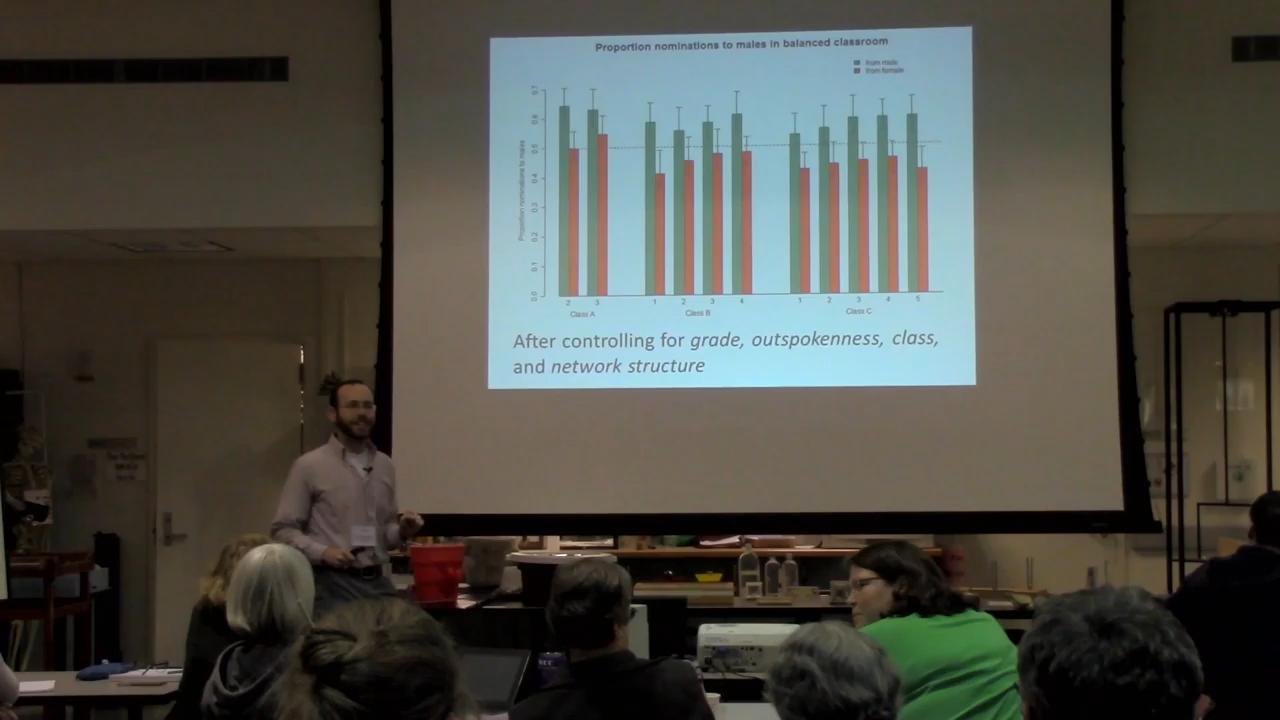 Proportion nominations to males in balanced classroom
from male
from female
Proportion nominations to males
0.7
0.6
0.5
0.4
0.3
0.2
0.1
0.0
2 3 1 2 3 4 1 2 3 4 5
Class A Class B Class C
After controlling for grade, outspokenness, class,
and network structure